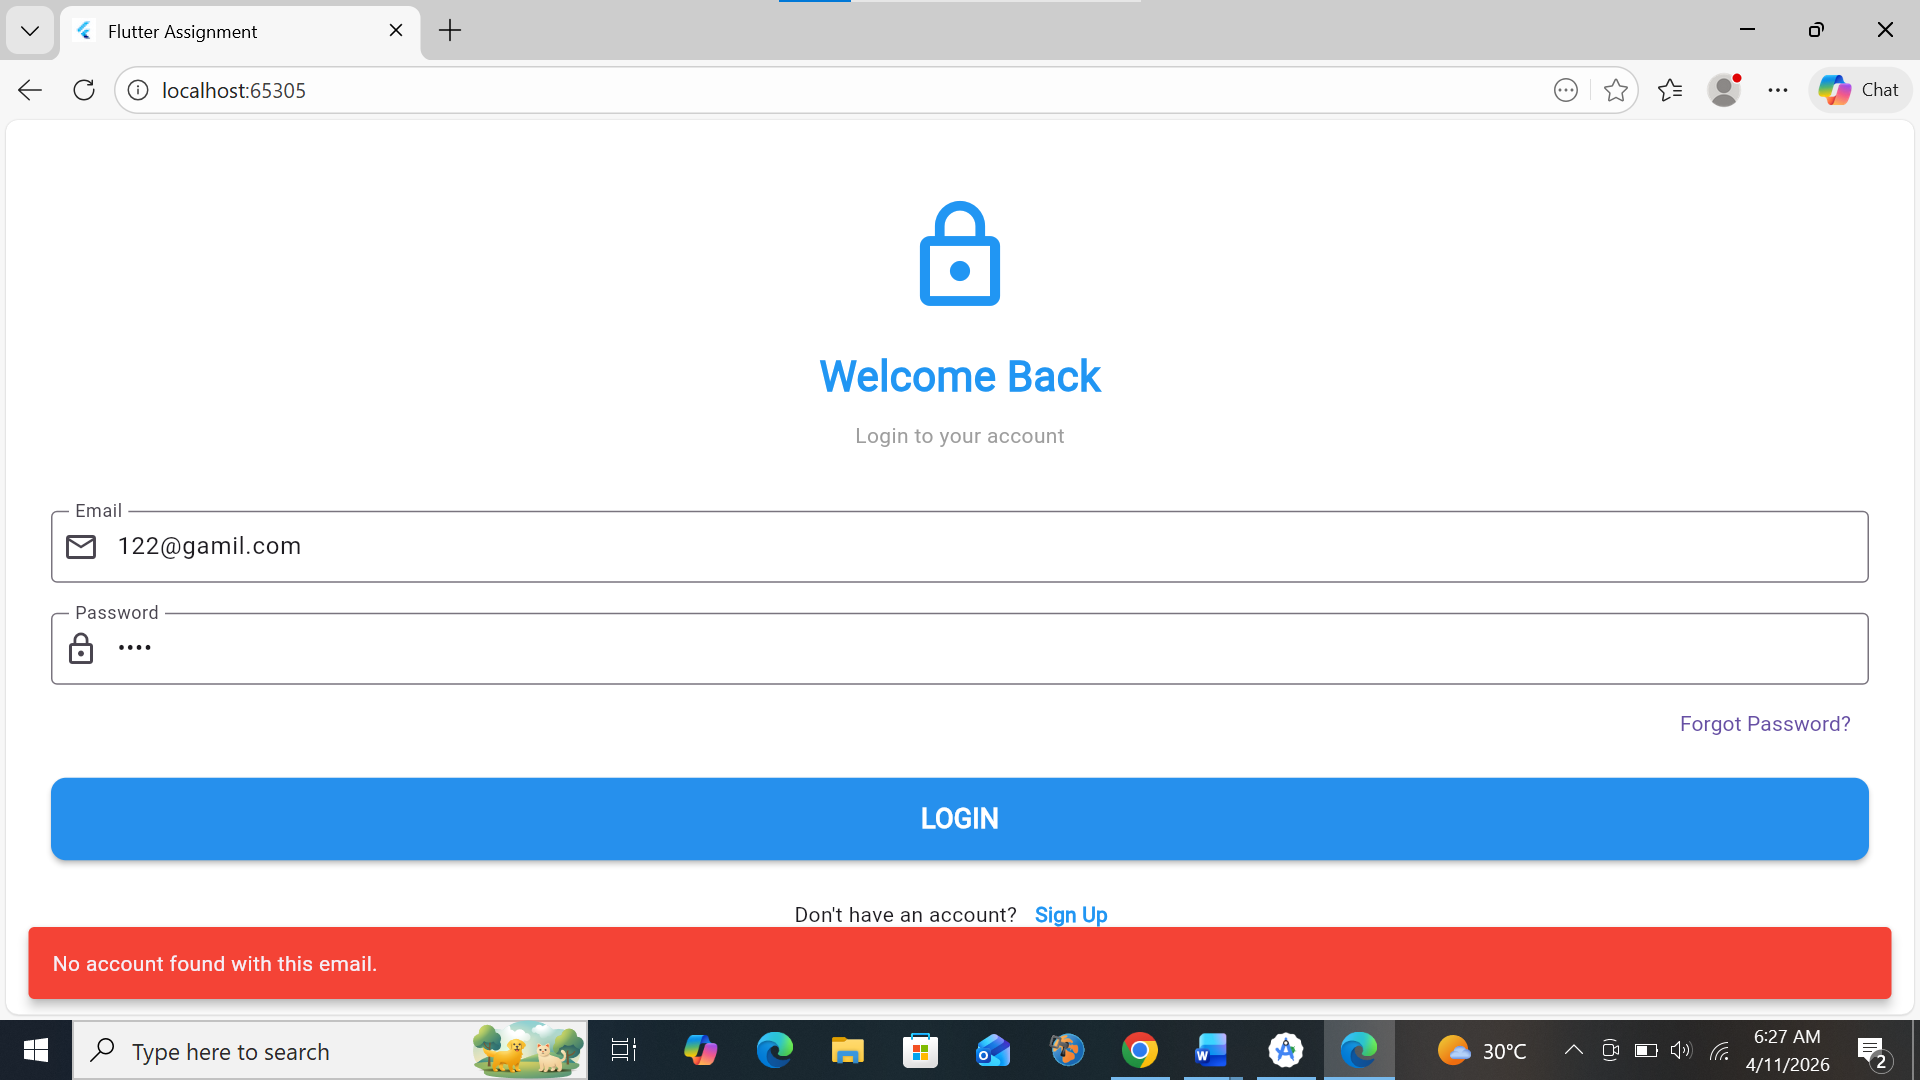 Flutter Assignment
localhost:65305
Chat
Welcome Back
Login to your account
Email
122@gamil.com
Password
••••
Forgot Password?
LOGIN
Don't have an account? Sign Up
No account found with this email.
Type here to search
30°C
6:27 AM
4/11/2026
2